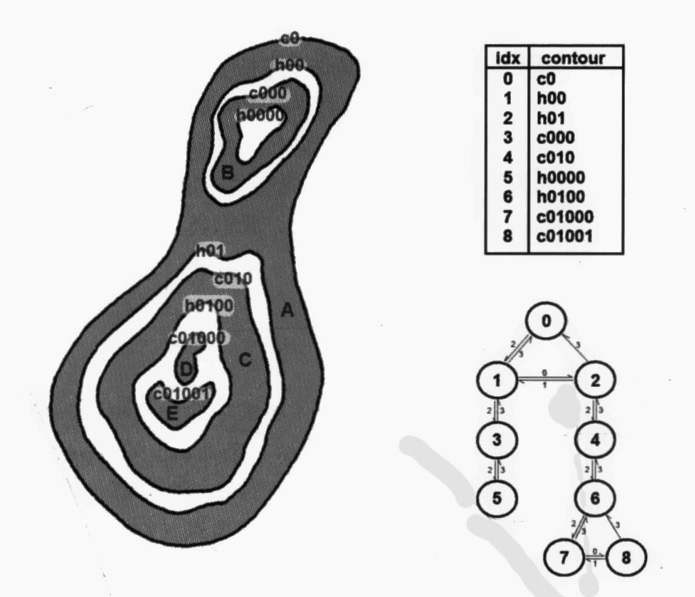 c0
h00
c000
h0000
B
h01
c010
h0100
A
c01000
C
D
c01001
E
idx contour
0 c0
1 h00
2 h01
3 c000
4 c010
5 h0000
6 h0100
7 c01000
8 c01001
0
2 3 3
1 0 1 2
2 3 2 3
3 4
2 3 2 3
5 6
2 3 3
7 0 1 8